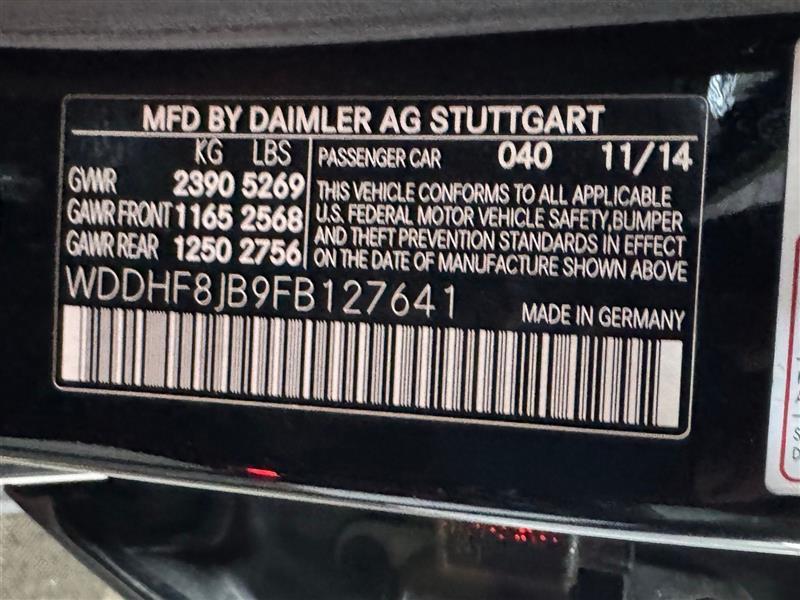 MFD BY DAIMLER AG STUTTGART
KG LBS
GVWR 2390 5269
GAWR FRONT 1165 2568
GAWR REAR 1250 2756
PASSENGER CAR 040 11/14
THIS VEHICLE CONFORMS TO ALL APPLICABLE
U.S. FEDERAL MOTOR VEHICLE SAFETY, BUMPER
AND THEFT PREVENTION STANDARDS IN EFFECT
ON THE DATE OF MANUFACTURE SHOWN ABOVE
WDDHF8JB9FB127641
MADE IN GERMANY